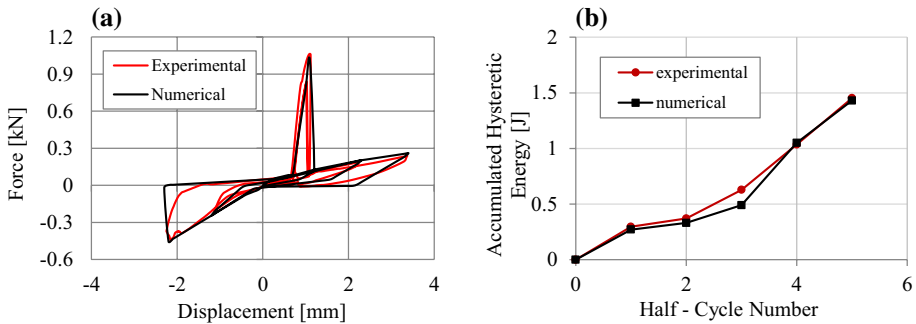 (a)
1.2
0.9
0.6
0.3
0
-0.3
-0.6
-4
-2
0
2
4
Force [kN]
Displacement [mm]
Experimental
Numerical
(b)
2
1.5
1
0.5
0
0
2
4
6
Accumulated Hysteretic
Energy [J]
Half - Cycle Number
experimental
numerical